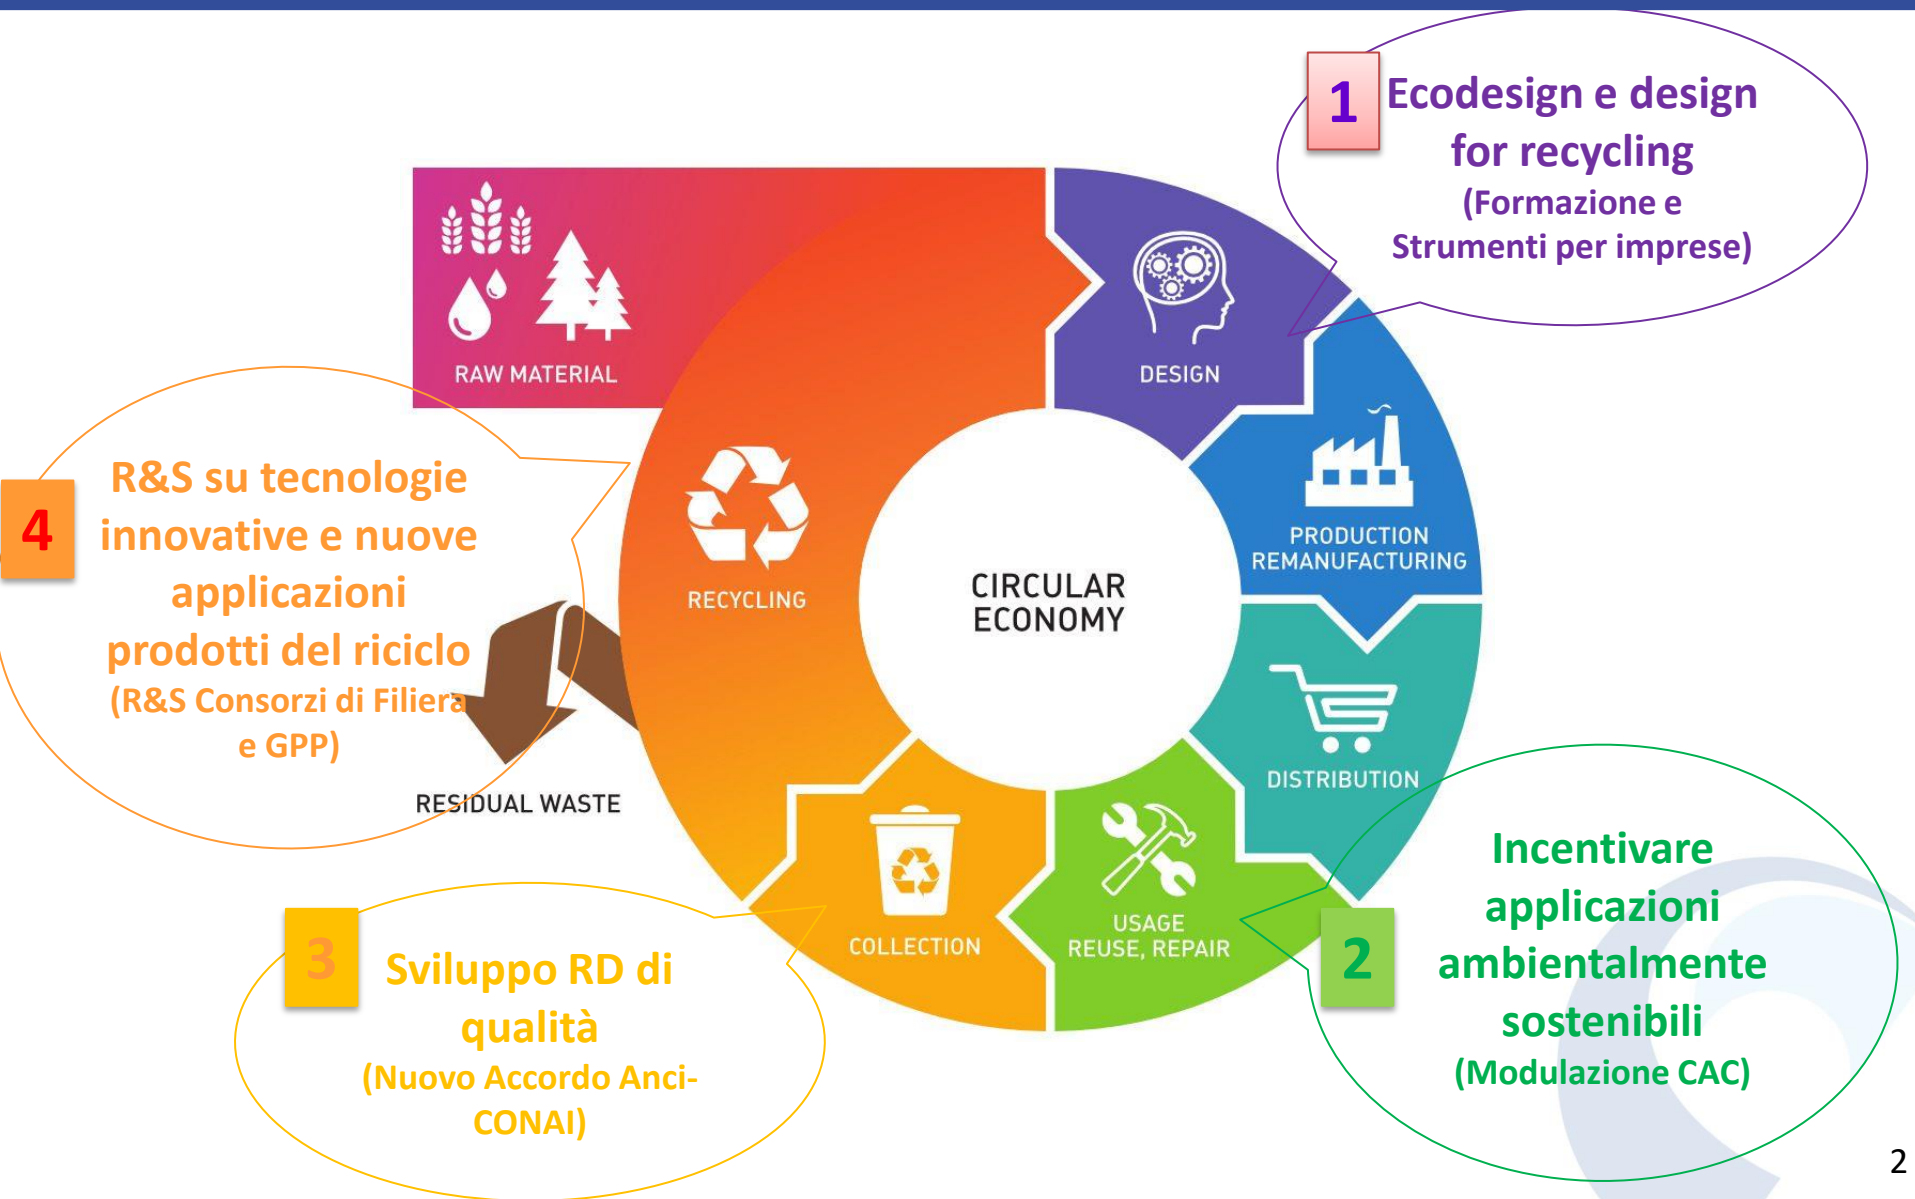 1
Ecodesign e design
for recycling
(Formazione e
Strumenti per imprese)
RAW MATERIAL
DESIGN
4
R&S su tecnologie
innovative e nuove
applicazioni
prodotti del riciclo
(R&S Consorzi di Filiera
e GPP)
RECYCLING
CIRCULAR
ECONOMY
PRODUCTION
REMANUFACTURING
DISTRIBUTION
RESIDUAL WASTE
COLLECTION
USAGE
REUSE, REPAIR
2
Incentivare
applicazioni
ambientalmente
sostenibili
(Modulazione CAC)
3
Sviluppo RD di
qualità
(Nuovo Accordo Anci-
CONAI)
2